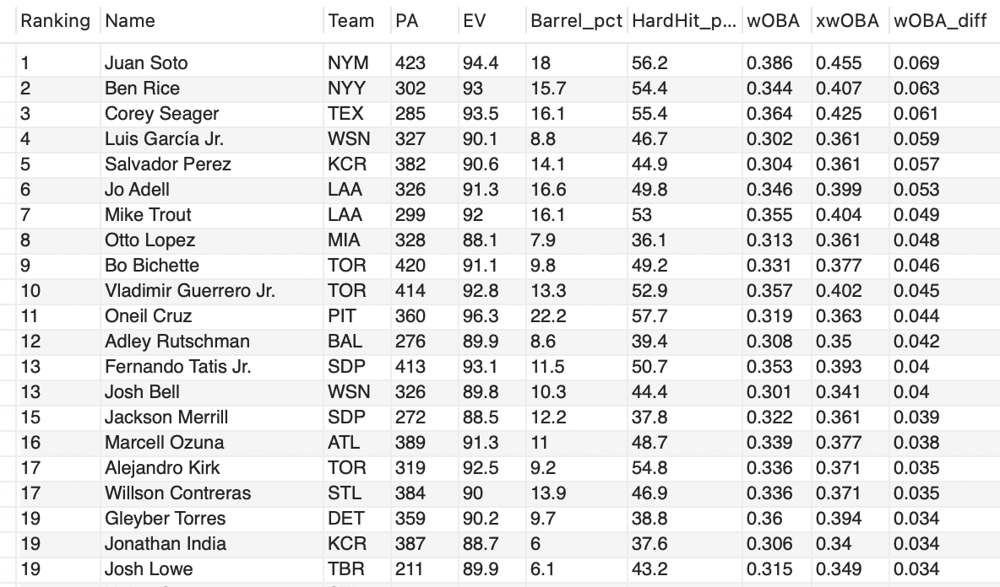 Ranking Name Team PA EV Barrel_pct HardHit_p... wOBA xwOBA wOBA_diff
1 Juan Soto NYM 423 94.4 18 56.2 0.386 0.455 0.069
2 Ben Rice NYY 302 93 15.7 54.4 0.344 0.407 0.063
3 Corey Seager TEX 285 93.5 16.1 55.4 0.364 0.425 0.061
4 Luis García Jr. WSN 327 90.1 8.8 46.7 0.302 0.361 0.059
5 Salvador Perez KCR 382 90.6 14.1 44.9 0.304 0.361 0.057
6 Jo Adell LAA 326 91.3 16.6 49.8 0.346 0.399 0.053
7 Mike Trout LAA 299 92 16.1 53 0.355 0.404 0.049
8 Otto Lopez MIA 328 88.1 7.9 36.1 0.313 0.361 0.048
9 Bo Bichette TOR 420 91.1 9.8 49.2 0.331 0.377 0.046
10 Vladimir Guerrero Jr. TOR 414 92.8 13.3 52.9 0.357 0.402 0.045
11 Oneil Cruz PIT 360 96.3 22.2 57.7 0.319 0.363 0.044
12 Adley Rutschman BAL 276 89.9 8.6 39.4 0.308 0.35 0.042
13 Fernando Tatis Jr. SDP 413 93.1 11.5 50.7 0.353 0.393 0.04
13 Josh Bell WSN 326 89.8 10.3 44.4 0.301 0.341 0.04
15 Jackson Merrill SDP 272 88.5 12.2 37.8 0.322 0.361 0.039
16 Marcell Ozuna ATL 389 91.3 11 48.7 0.339 0.377 0.038
17 Alejandro Kirk TOR 319 92.5 9.2 54.8 0.336 0.371 0.035
17 Willson Contreras STL 384 90 13.9 46.9 0.336 0.371 0.035
19 Gleyber Torres DET 359 90.2 9.7 38.8 0.36 0.394 0.034
19 Jonathan India KCR 387 88.7 6 37.6 0.306 0.34 0.034
19 Josh Lowe TBR 211 89.9 6.1 43.2 0.315 0.349 0.034